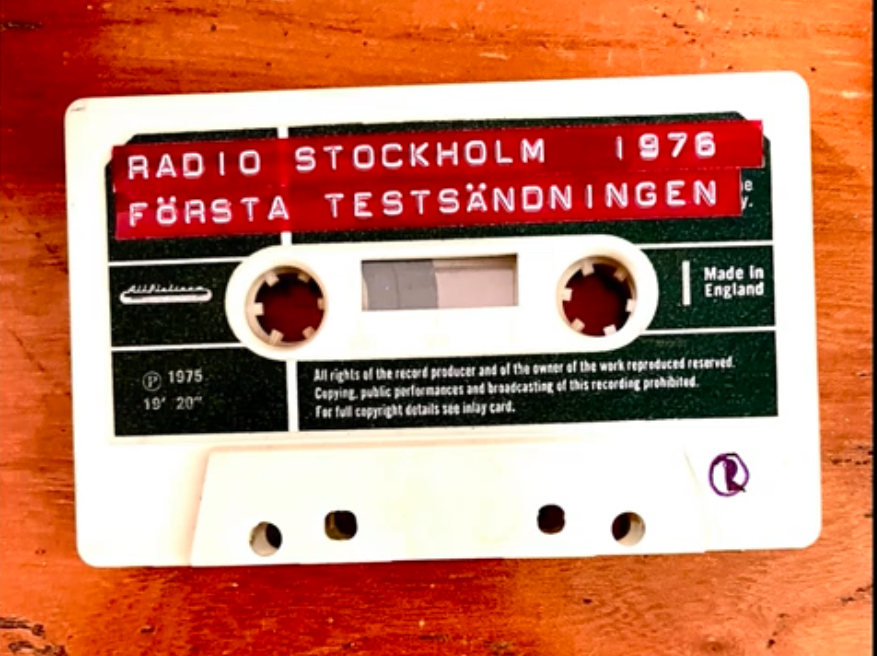 RADIO STOCKHOLM 1976
FÖRSTA TESTSÄNDNINGEN
Made in
England
Ⓟ 1975
19' 20"
All rights of the record producer and of the owner of the work reproduced reserved.
Copying, public performances and broadcasting of this recording prohibited.
For full copyright details see inlay card.
Ⓡ